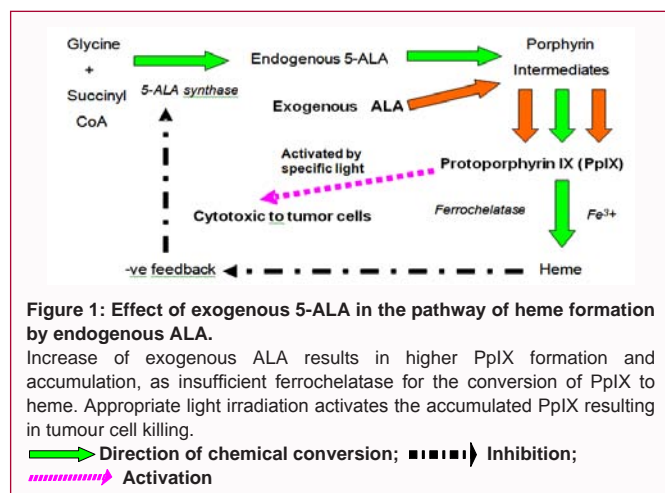 Glycine
+
Succinyl
CoA
5-ALA synthase
Endogenous 5-ALA
Exogenous ALA
Porphyrin
Intermediates
Activated by
specific light
Protoporphyrin IX (PpIX)
Cytotoxic to tumor cells
Ferrochelatase
Fe3+
-ve feedback
Heme
Figure 1: Effect of exogenous 5-ALA in the pathway of heme formation
by endogenous ALA.
Increase of exogenous ALA results in higher PpIX formation and
accumulation, as insufficient ferrochelatase for the conversion of PpIX to
heme. Appropriate light irradiation activates the accumulated PpIX resulting
in tumour cell killing.
Direction of chemical conversion; Inhibition;
Activation